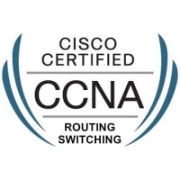 CISCO
CERTIFIED
CCNA
ROUTING
SWITCHING